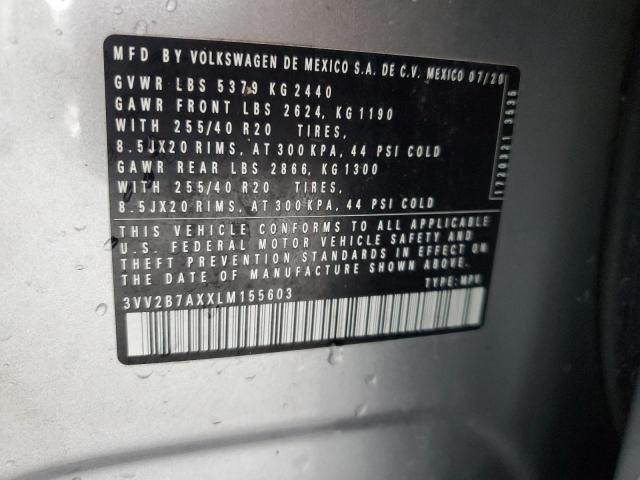 MFD BY VOLKSWAGEN DE MEXICO S.A. DE C.V. MEXICO 07/20
GVWR LBS 5379 KG 2440
GAWR FRONT LBS 2624, KG 1190
WITH 255/40 R20 TIRES,
8.5JX20 RIMS, AT 300 KPA, 44 PSI COLD
GAWR REAR LBS 2866, KG 1300
WITH 255/40 R20 TIRES,
8.5JX20 RIMS, AT 300 KPA, 44 PSI COLD
THIS VEHICLE CONFORMS TO ALL APPLICABLE
U.S. FEDERAL MOTOR VEHICLE SAFETY AND
THEFT PREVENTION STANDARDS IN EFFECT ON
THE DATE OF MANUFACTURE SHOWN ABOVE
3VV2B7AXXLM155603
TYPE: MPV
1720321 3535